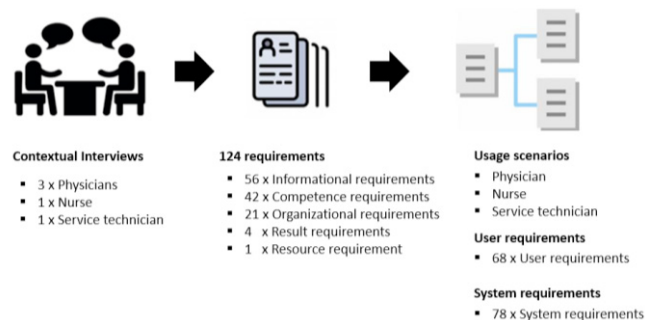 Contextual Interviews
▪ 3 x Physicians
▪ 1 x Nurse
▪ 1 x Service technician
124 requirements
▪ 56 x Informational requirements
▪ 42 x Competence requirements
▪ 21 x Organizational requirements
▪ 4 x Result requirements
▪ 1 x Resource requirement
Usage scenarios
▪ Physician
▪ Nurse
▪ Service technician
User requirements
▪ 68 x User requirements
System requirements
▪ 78 x System requirements